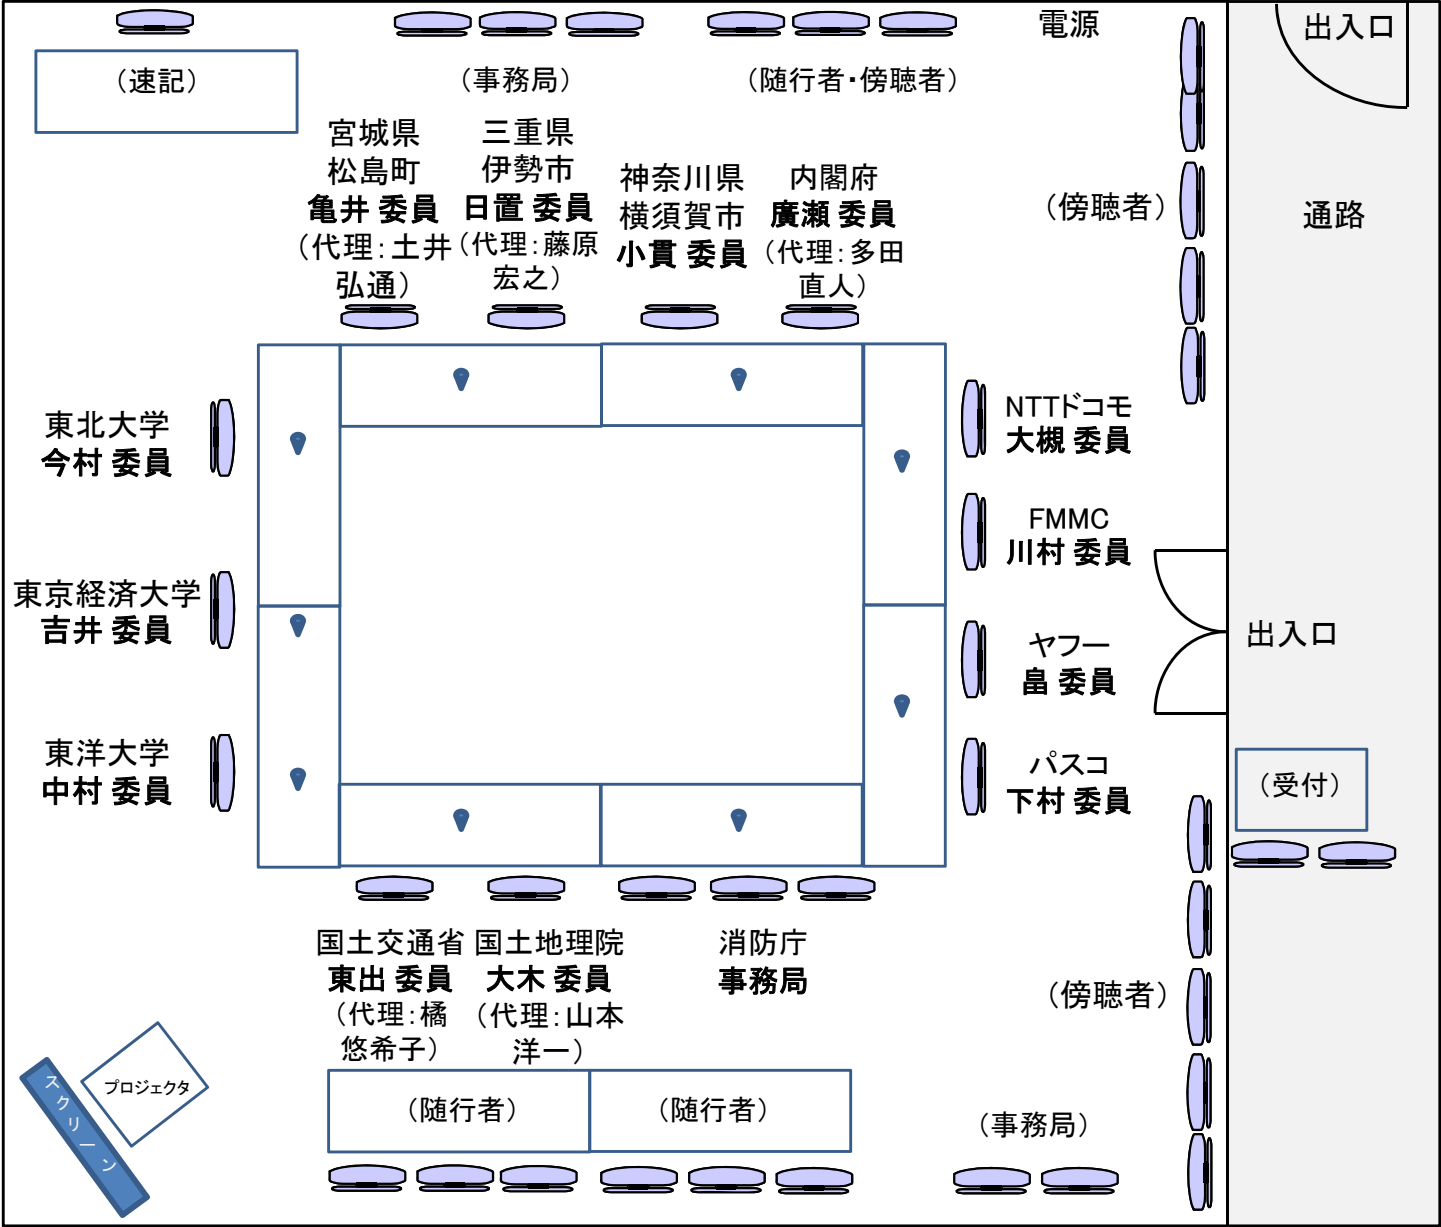 電源
出入口
（速記）
（事務局）
（随行者・傍聴者）
宮城県
松島町
亀井 委員
（代理：土井
弘通）
三重県
伊勢市
日置 委員
（代理：藤原
宏之）
神奈川県
横須賀市
小貫 委員
内閣府
廣瀬 委員
（代理：多田
直人）
（傍聴者）
通路
東北大学
今村 委員
NTTドコモ
大槻 委員
FMMC
川村 委員
東京経済大学
吉井 委員
ヤフー
畠 委員
出入口
東洋大学
中村 委員
パスコ
下村 委員
（受付）
国土交通省
東出 委員
（代理：橘
悠希子）
国土地理院
大木 委員
（代理：山本
洋一）
消防庁
事務局
（傍聴者）
プロジェクタ
スクリーン
（随行者）
（随行者）
（事務局）